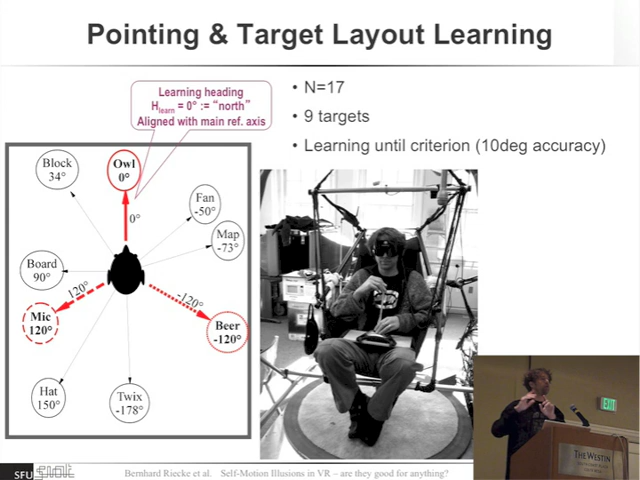 Pointing & Target Layout Learning
Learning heading
Hlearn = 0° := "north"
Aligned with main ref. axis
• N=17
• 9 targets
• Learning until criterion (10deg accuracy)
Block
34°
Owl
0°
Fan
-50°
Map
-73°
0°
Board
90°
120°
-120°
Mic
120°
Beer
-120°
Hat
150°
Twix
-178°
EXIT
THE WESTIN
SFU
Bernhard Riecke et al. Self-Motion Illusions in VR – are they good for anything?